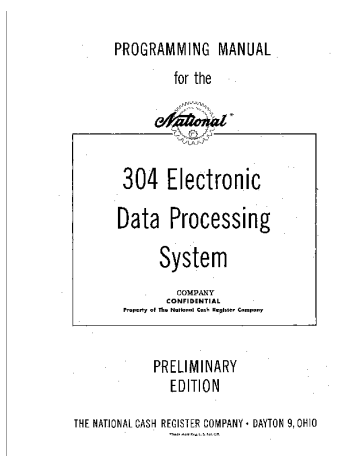 PROGRAMMING MANUAL
for the
National
304 Electronic
Data Processing
System
COMPANY
CONFIDENTIAL
Property of The National Cash Register Company
PRELIMINARY
EDITION
THE NATIONAL CASH REGISTER COMPANY • DAYTON 9, OHIO